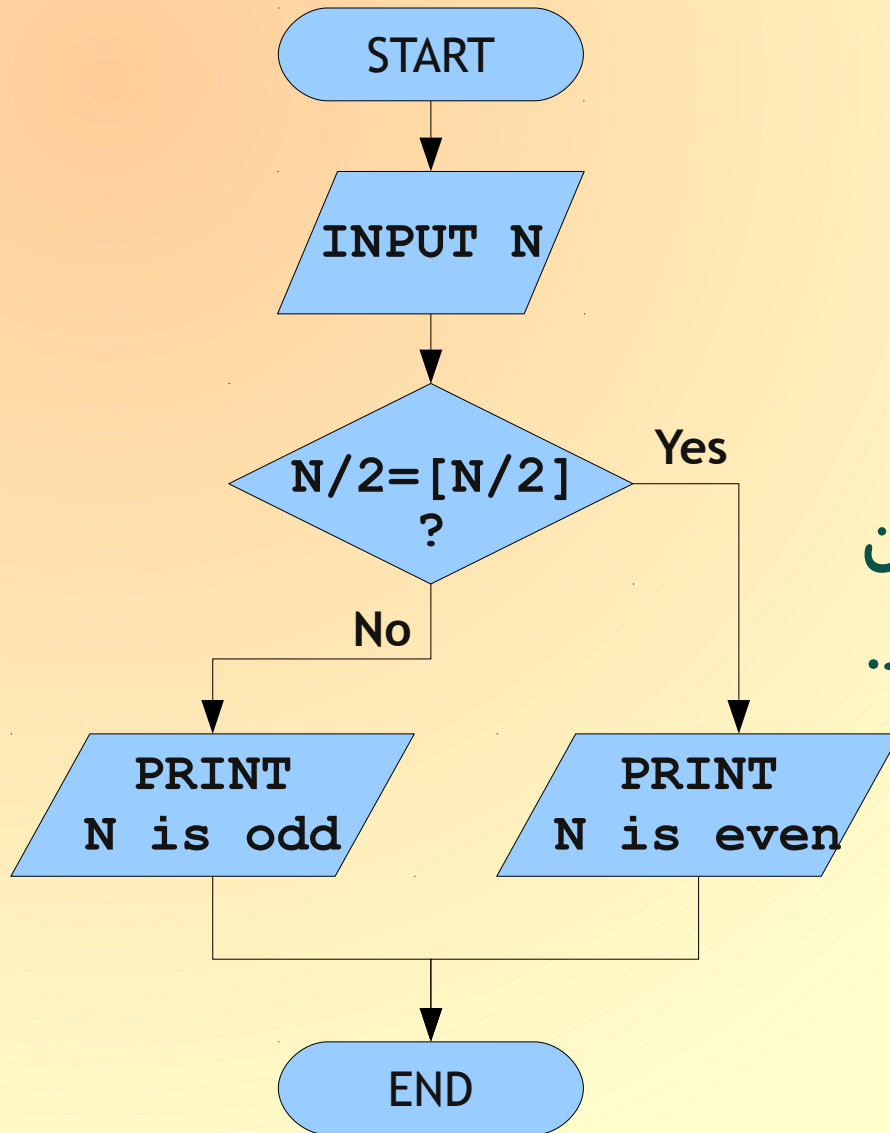 START
INPUT N
N/2=[N/2]
?
Yes
No
PRINT
N is odd
PRINT
N is even
END